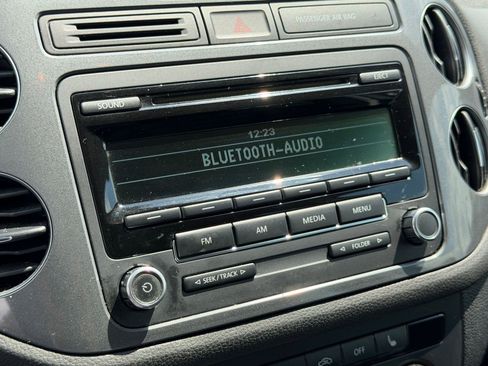 PASSENGER AIR BAG
SOUND
EJECT
12:23
BLUETOOTH-AUDIO
FM
AM
MEDIA
MENU
◁ SEEK/TRACK ▷
◁ FOLDER ▷
OFF